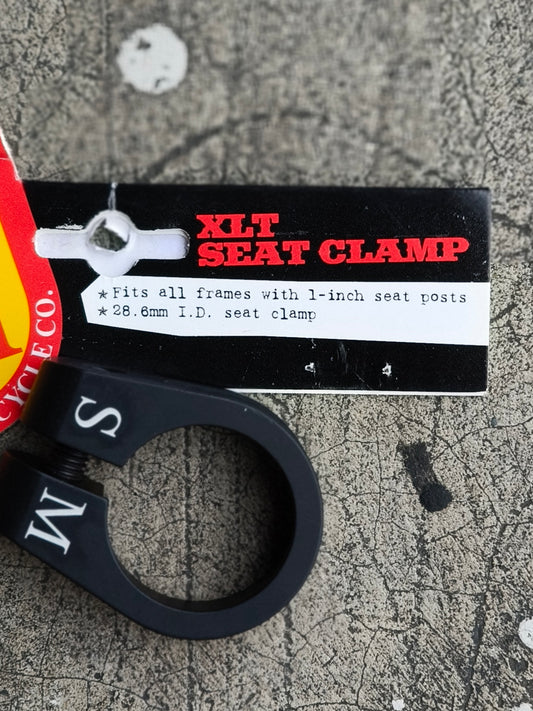 XLT
SEAT CLAMP
* Fits all frames with 1-inch seat posts
* 28.6mm I.D. seat clamp
CYCLE CO.
S
M